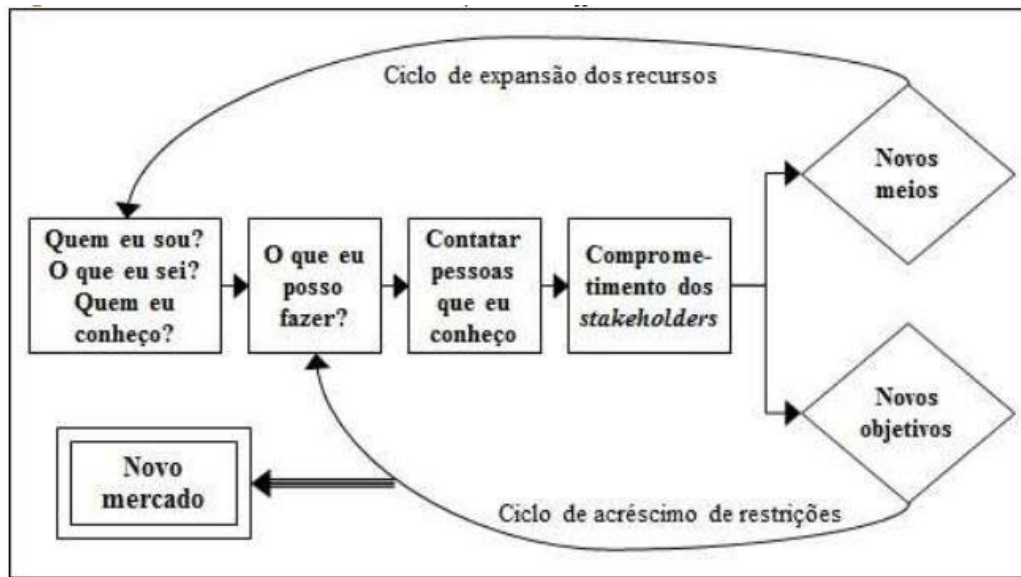 Ciclo de expansão dos recursos
Novos
meios
Quem eu sou?
O que eu sei?
Quem eu
conheço?
O que eu
posso
fazer?
Contatar
pessoas
que eu
conheço
Comprome-
timento dos
stakeholders
Novos
objetivos
Novo
mercado
Ciclo de acréscimo de restrições